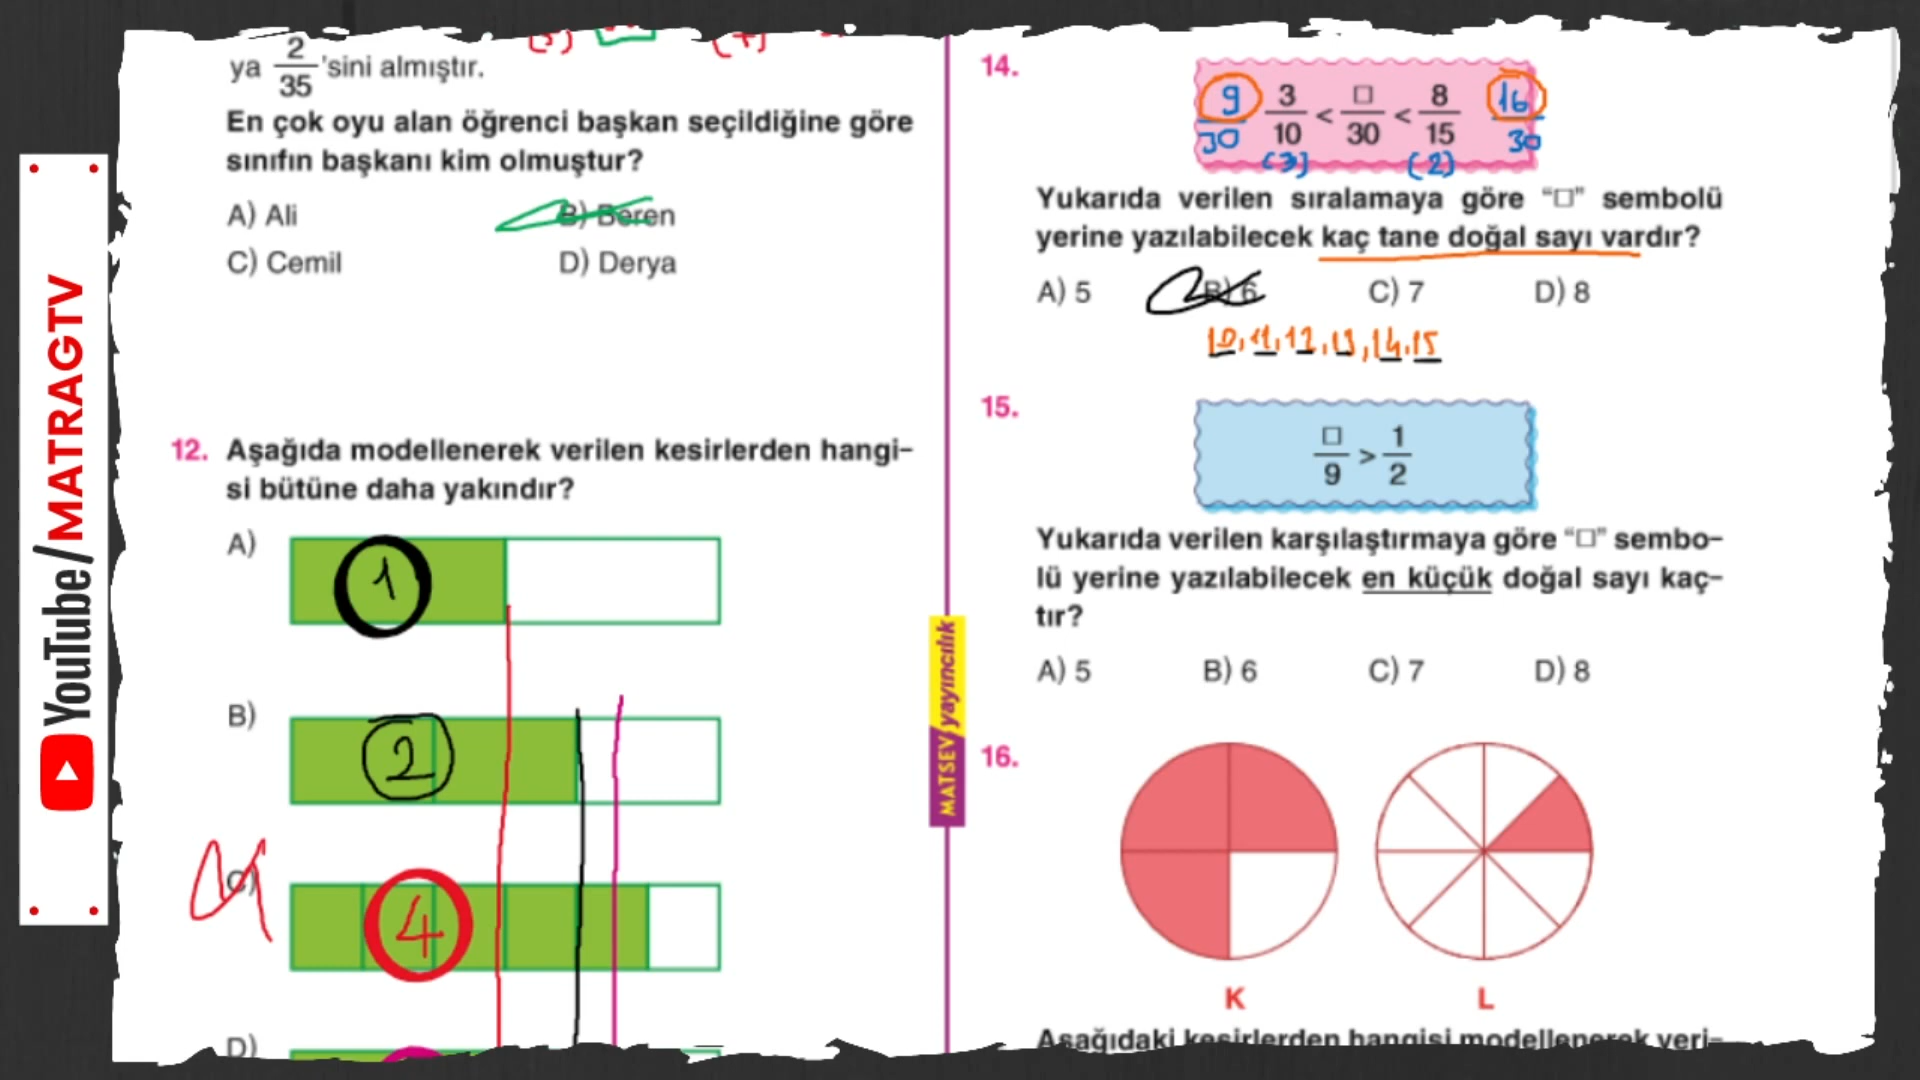 YouTube/MATRAGTV
ya 2/35 'sini almıştır.
En çok oyu alan öğrenci başkan seçildiğine göre
sınıfın başkanı kim olmuştur?
A) Ali B) Beren
C) Cemil D) Derya
12. Aşağıda modellenerek verilen kesirlerden hangi-
si bütüne daha yakındır?
A) 1
B) 2
C) 4
D)
MATSEV yayıncılık
14.
9/30 3/10 < □/30 < 8/15 16/30
(3) (2)
Yukarıda verilen sıralamaya göre “□” sembolü
yerine yazılabilecek kaç tane doğal sayı vardır?
A) 5 B) 6 C) 7 D) 8
10, 11, 12, 13, 14, 15
15.
□/9 > 1/2
Yukarıda verilen karşılaştırmaya göre “□” sembo-
lü yerine yazılabilecek en küçük doğal sayı kaç-
tır?
A) 5 B) 6 C) 7 D) 8
16.
K L
Aşağıdaki kesirlerden hangisi modellenerek veri-